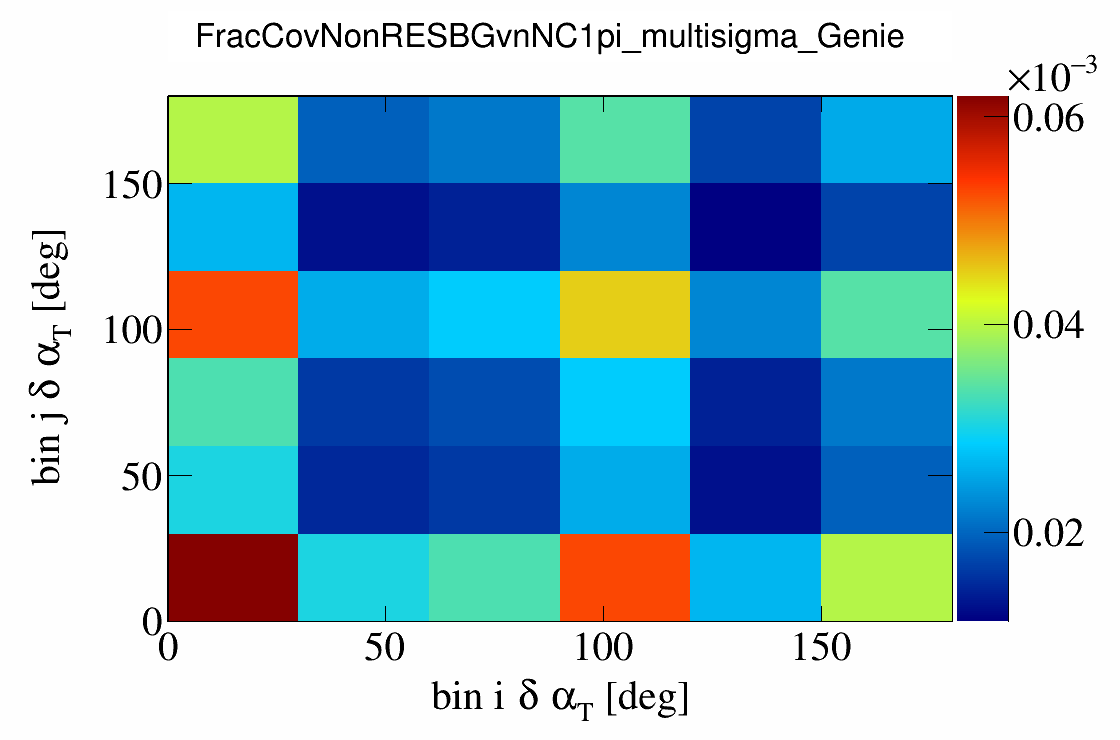 FracCovNonRESBGvnNC1pi_multisigma_Genie
×10⁻³
0.06
0.04
0.02
150
100
50
0
0 50 100 150
bin j δ α_T [deg]
bin i δ α_T [deg]